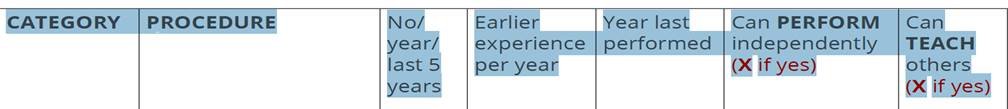 CATEGORY
PROCEDURE
No/
year/
last 5
years
Earlier
experience
per year
Year last
performed
Can PERFORM
independently
(X if yes)
Can
TEACH
others
(X if yes)